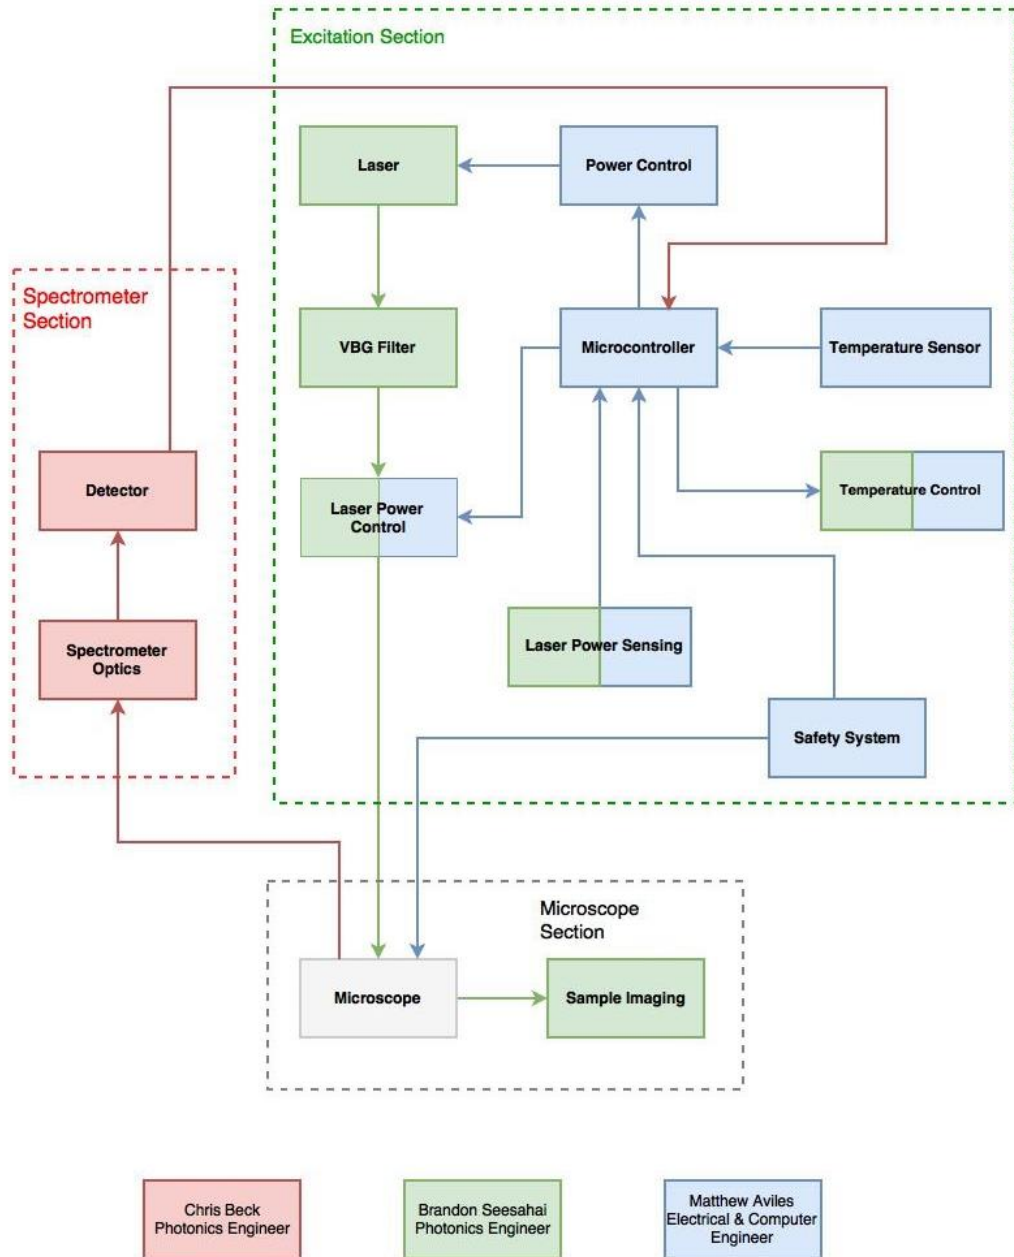 Excitation Section
Laser
Power Control
Spectrometer
Section
VBG Filter
Microcontroller
Temperature Sensor
Detector
Laser Power
Control
Temperature Control
Spectrometer
Optics
Laser Power Sensing
Safety System
Microscope
Section
Microscope
Sample Imaging
Chris Beck
Photonics Engineer
Brandon Seesahai
Photonics Engineer
Matthew Aviles
Electrical & Computer
Engineer